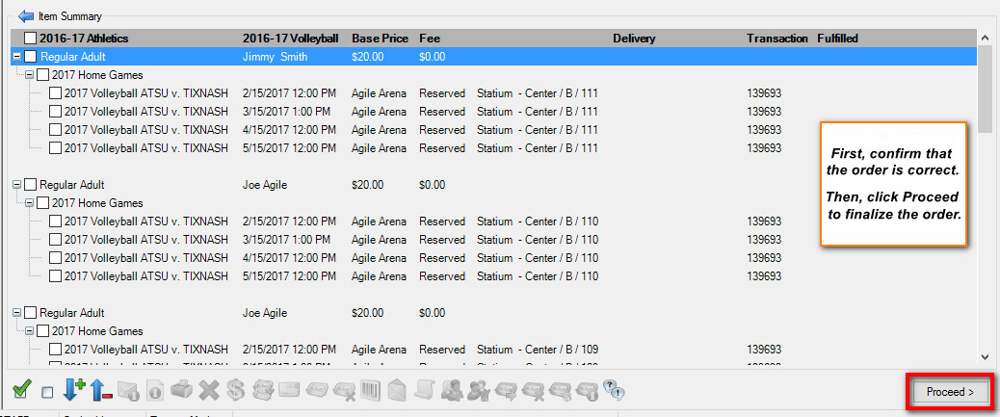 Item Summary
2016-17 Athletics 2016-17 Volleyball Base Price Fee Delivery Transaction Fulfilled
Regular Adult Jimmy Smith $20.00 $0.00
2017 Home Games
2017 Volleyball ATSU v. TIXNASH 2/15/2017 12:00 PM Agile Arena Reserved Statium - Center / B / 111 139693
2017 Volleyball ATSU v. TIXNASH 3/15/2017 1:00 PM Agile Arena Reserved Statium - Center / B / 111 139693
2017 Volleyball ATSU v. TIXNASH 4/15/2017 12:00 PM Agile Arena Reserved Statium - Center / B / 111 139693
2017 Volleyball ATSU v. TIXNASH 5/15/2017 12:00 PM Agile Arena Reserved Statium - Center / B / 111 139693
First, confirm that
the order is correct.
Then, click Proceed
to finalize the order.
Regular Adult Joe Agile $20.00 $0.00
2017 Home Games
2017 Volleyball ATSU v. TIXNASH 2/15/2017 12:00 PM Agile Arena Reserved Statium - Center / B / 110 139693
2017 Volleyball ATSU v. TIXNASH 3/15/2017 1:00 PM Agile Arena Reserved Statium - Center / B / 110 139693
2017 Volleyball ATSU v. TIXNASH 4/15/2017 12:00 PM Agile Arena Reserved Statium - Center / B / 110 139693
2017 Volleyball ATSU v. TIXNASH 5/15/2017 12:00 PM Agile Arena Reserved Statium - Center / B / 110 139693
Regular Adult Joe Agile $20.00 $0.00
2017 Home Games
2017 Volleyball ATSU v. TIXNASH 2/15/2017 12:00 PM Agile Arena Reserved Statium - Center / B / 109 139693
Proceed >